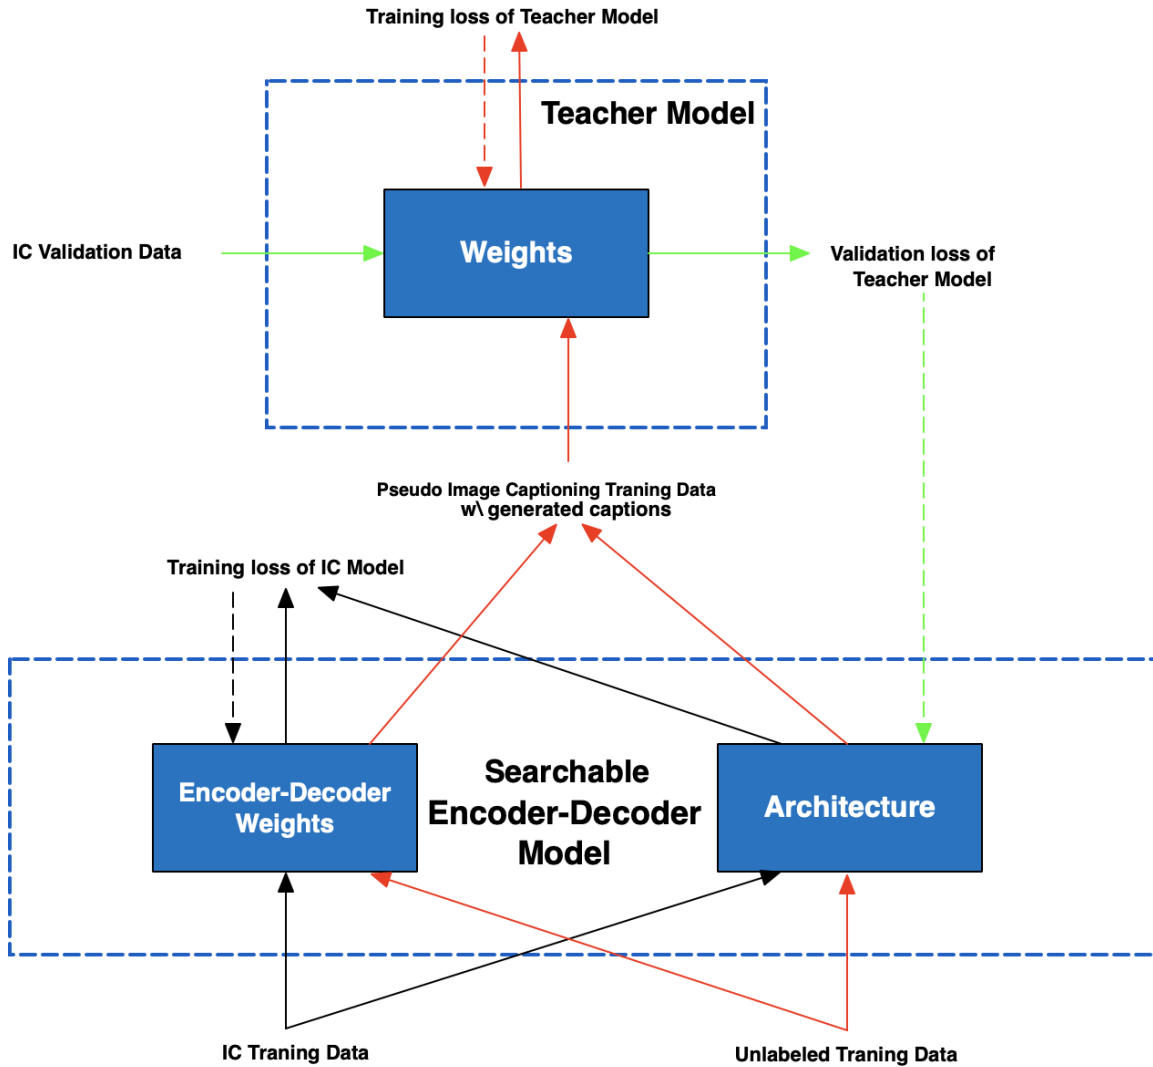 Training loss of Teacher Model
Teacher Model
Weights
IC Validation Data
Validation loss of
Teacher Model
Pseudo Image Captioning Traning Data
w\ generated captions
Training loss of IC Model
Encoder-Decoder
Weights
Searchable
Encoder-Decoder
Model
Architecture
IC Traning Data
Unlabeled Traning Data